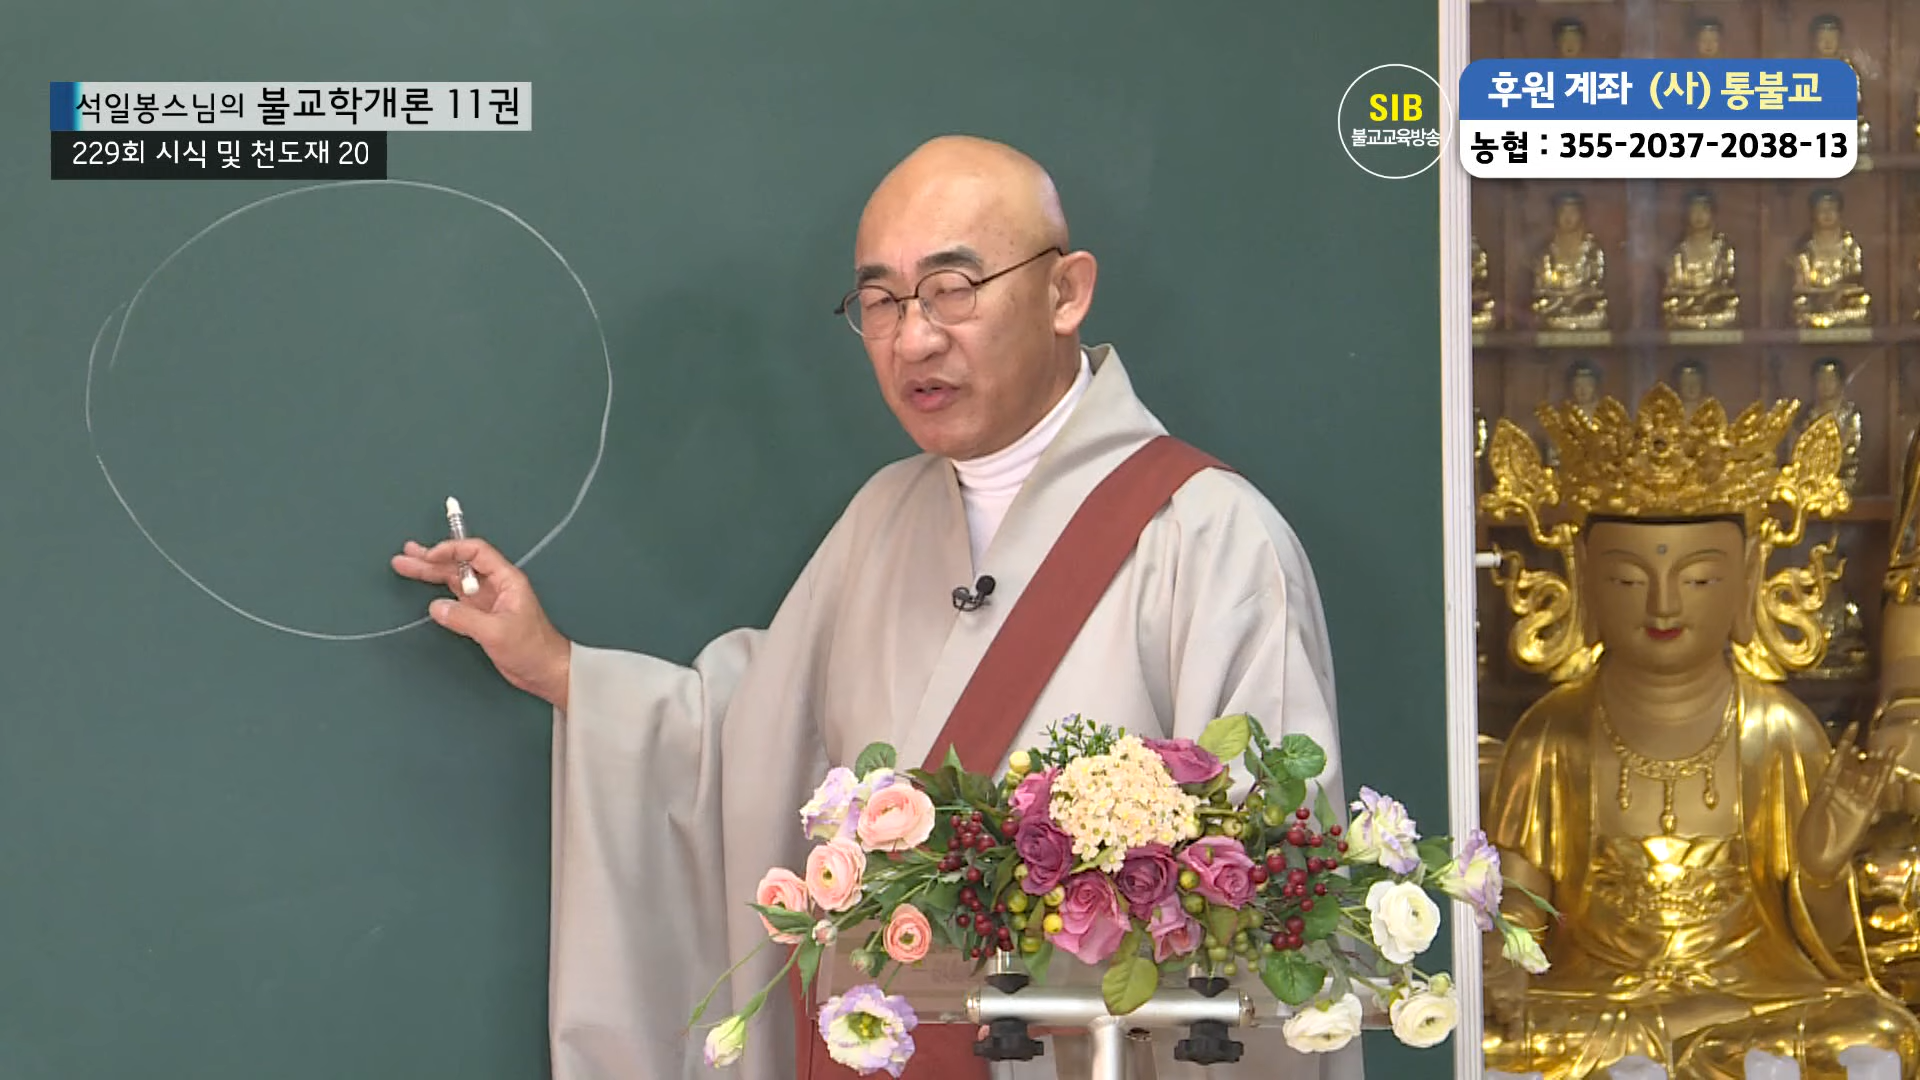 석일봉스님의 불교학개론 11권
229회 시식 및 천도재 20
SIB
불교교육방송
후원 계좌 (사) 통불교
농협 : 355-2037-2038-13